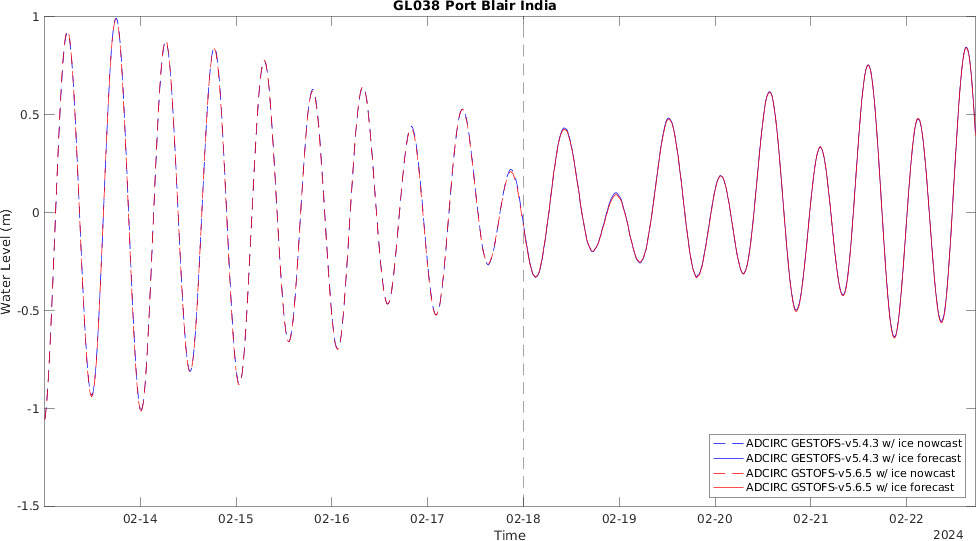 GL038 Port Blair India
1
0.5
0
-0.5
-1
-1.5
Water Level (m)
02-14 02-15 02-16 02-17 02-18 02-19 02-20 02-21 02-22
Time
2024
ADCIRC GESTOFS-v5.4.3 w/ ice nowcast
ADCIRC GESTOFS-v5.4.3 w/ ice forecast
ADCIRC GSTOFS-v5.6.5 w/ ice nowcast
ADCIRC GSTOFS-v5.6.5 w/ ice forecast